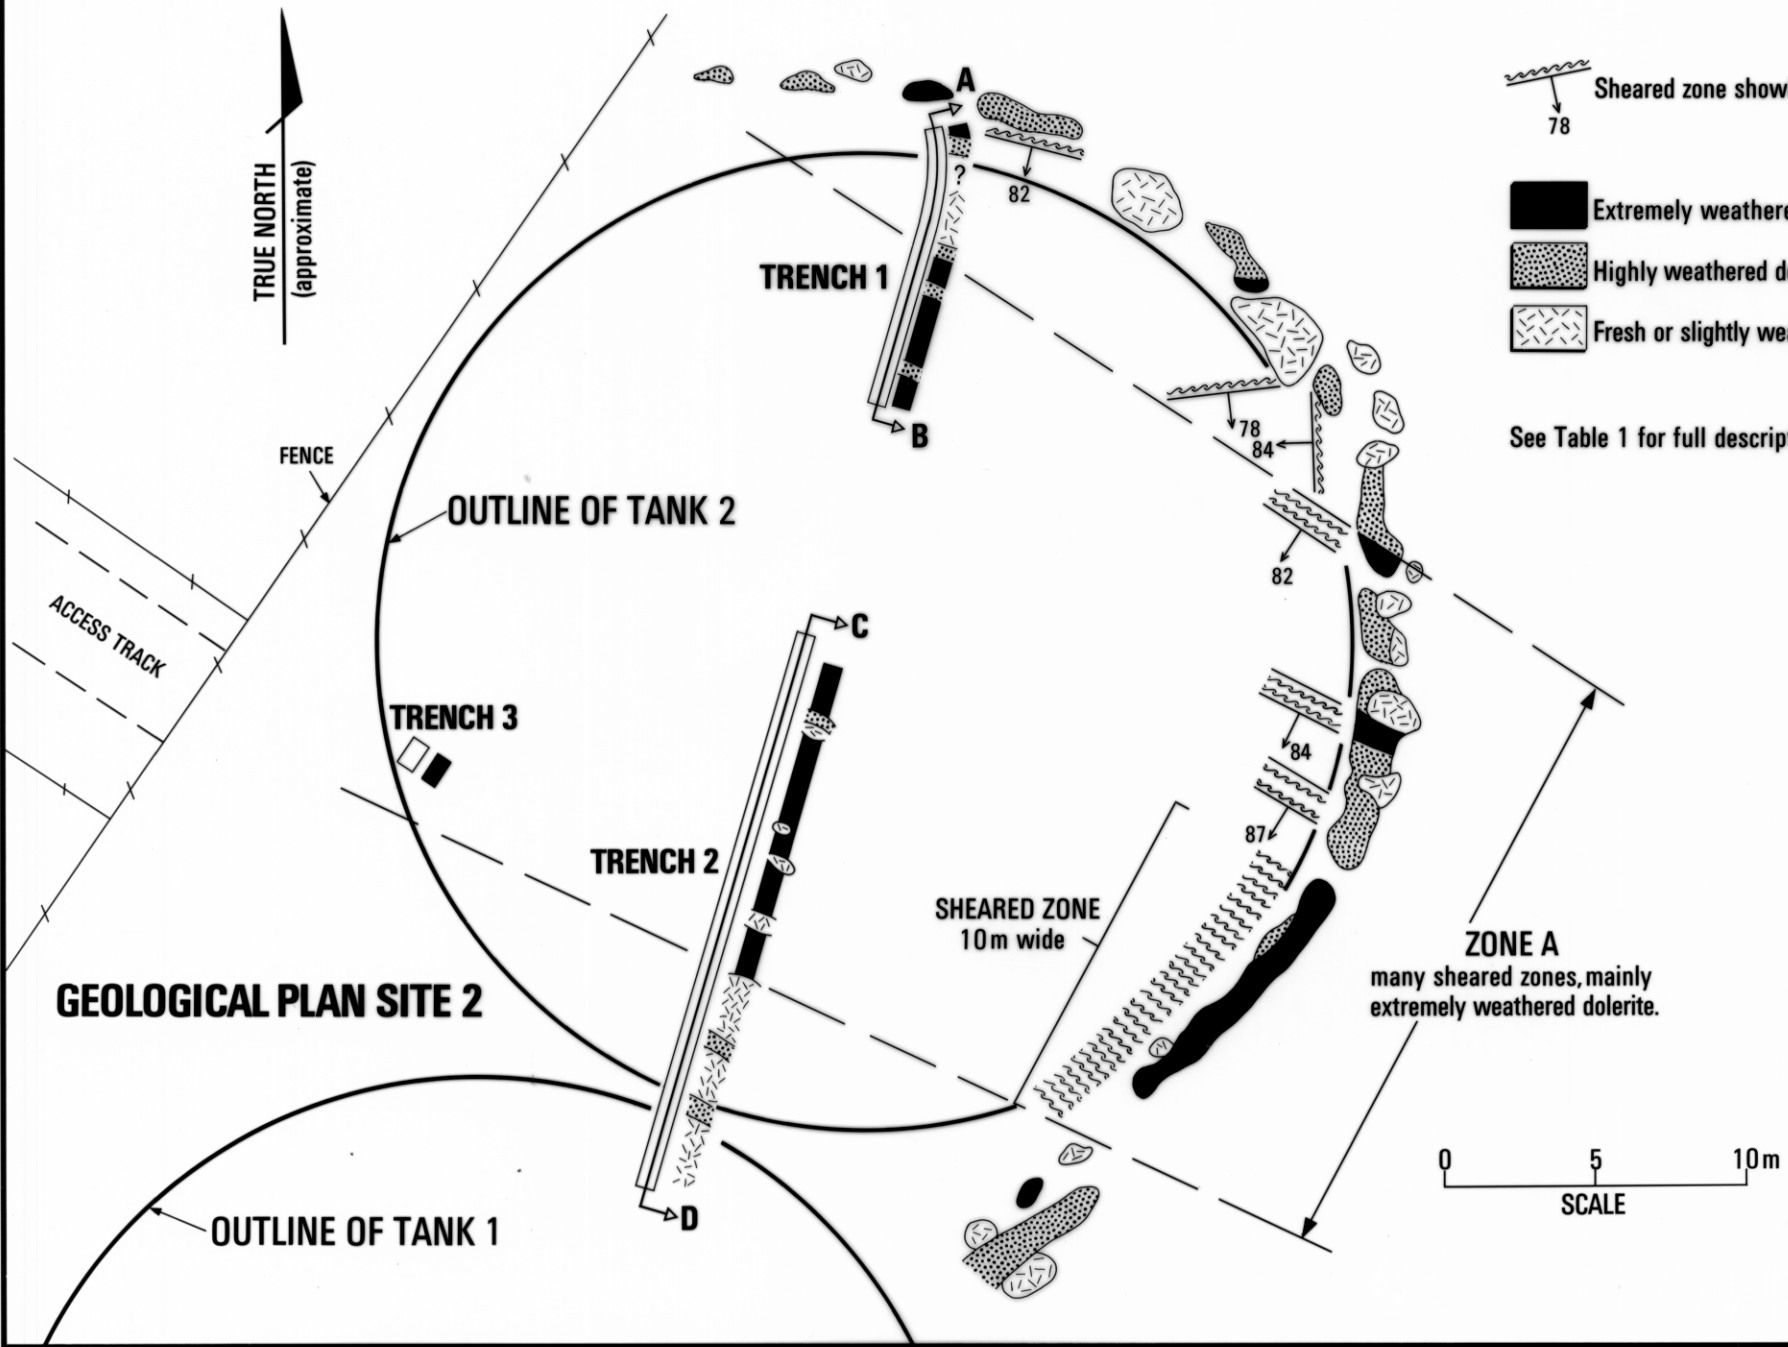 TRUE NORTH
(approximate)
A
Sheared zone show
78
?
82
Extremely weathere
TRENCH 1
Highly weathered d
Fresh or slightly we
B
78
84
See Table 1 for full descrip
FENCE
OUTLINE OF TANK 2
82
ACCESS TRACK
C
TRENCH 3
84
87
TRENCH 2
SHEARED ZONE
10m wide
ZONE A
many sheared zones, mainly
extremely weathered dolerite.
GEOLOGICAL PLAN SITE 2
0 5 10m
SCALE
D
OUTLINE OF TANK 1